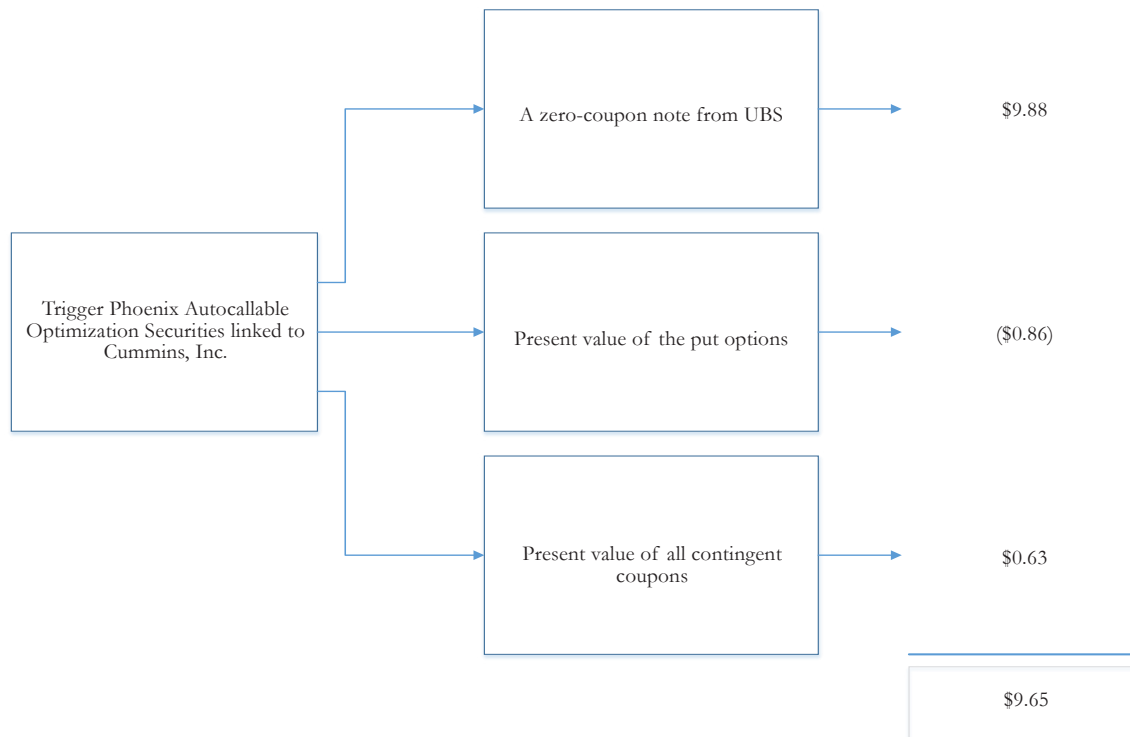 A zero-coupon note from UBS
$9.88
Trigger Phoenix Autocallable
Optimization Securities linked to
Cummins, Inc.
Present value of the put options
($0.86)
Present value of all contingent
coupons
$0.63
$9.65